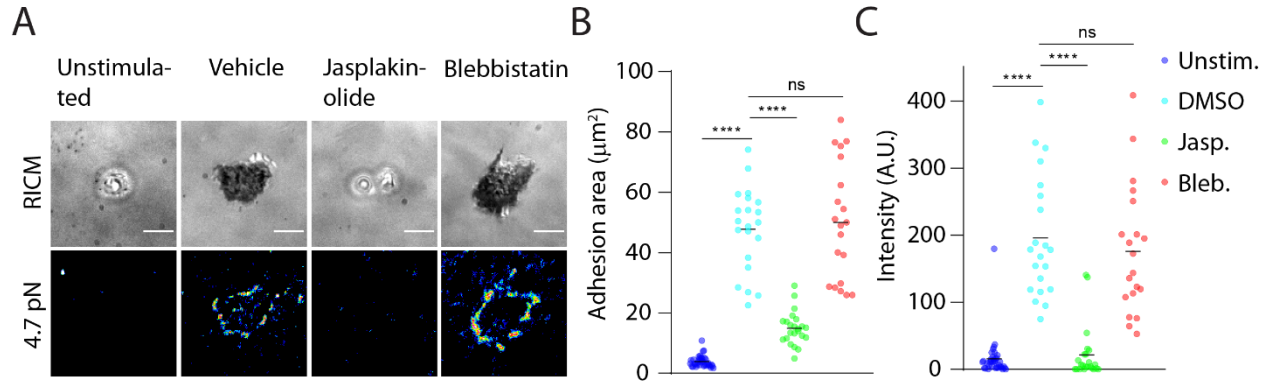 A
Unstimula-
ted
Vehicle
Jasplakin-
olide
Blebbistatin
RICM
4.7 pN
B
Adhesion area (μm²)
100
80
60
40
20
0
****
****
ns
C
Intensity (A.U.)
400
300
200
100
0
****
****
ns
Unstim.
DMSO
Jasp.
Bleb.